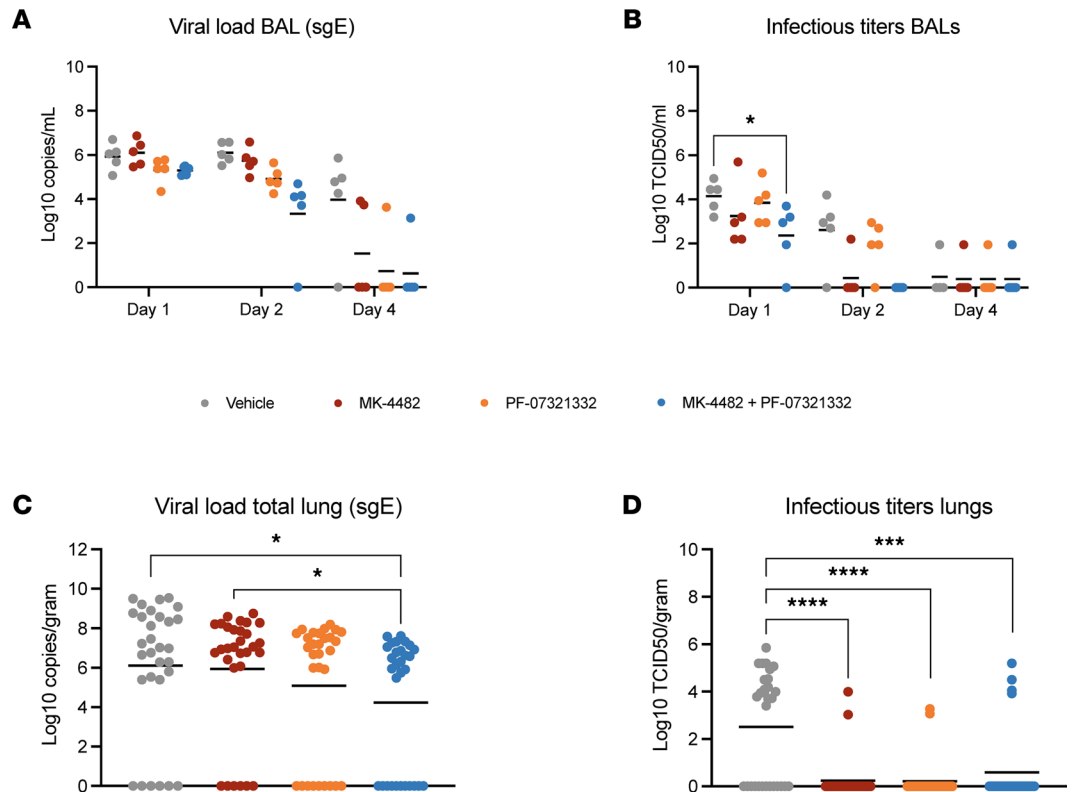 A
Viral load BAL (sgE)
Log10 copies/mL
10
8
6
4
2
0
Day 1
Day 2
Day 4
B
Infectious titers BALs
Log10 TCID50/ml
10
8
6
4
2
0
*
Day 1
Day 2
Day 4
Vehicle
MK-4482
PF-07321332
MK-4482 + PF-07321332
C
Viral load total lung (sgE)
Log10 copies/gram
12
10
8
6
4
2
0
*
*
D
Infectious titers lungs
Log10 TCID50/gram
10
8
6
4
2
0
***
****
****